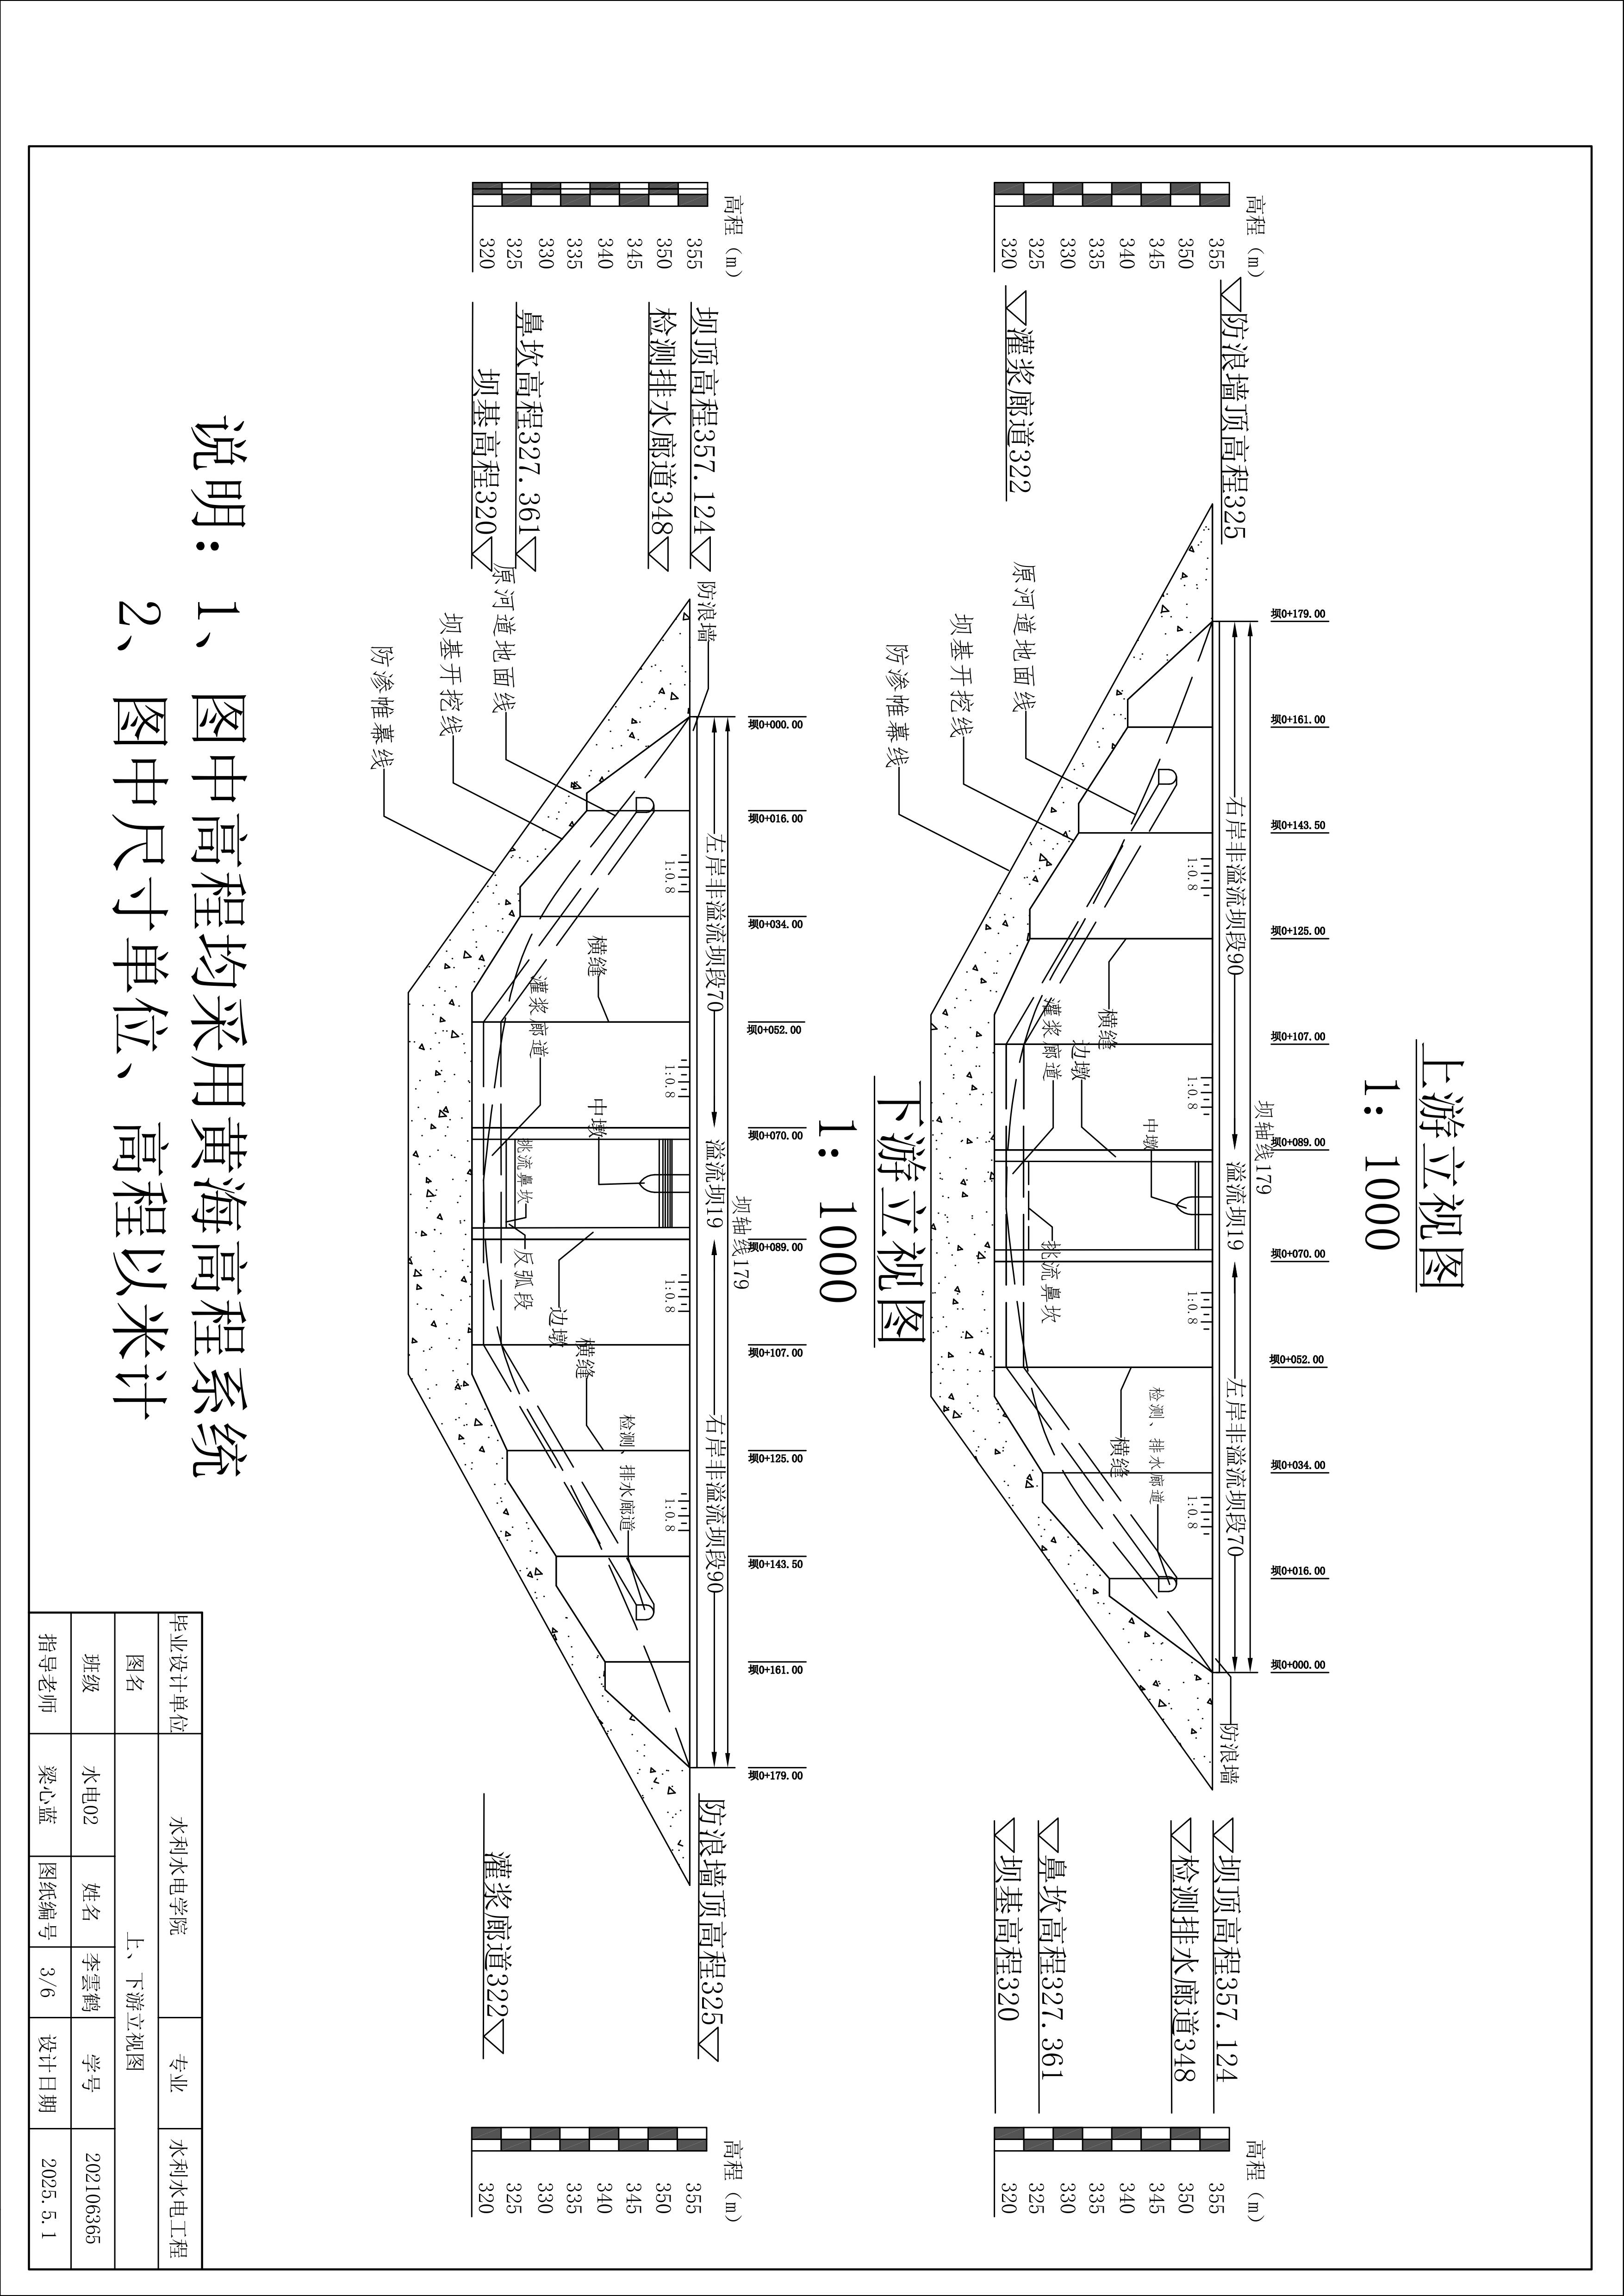 上游立视图
1: 1000
高程 (m)
355
350
345
340
335
330
325
320
▽防浪墙顶高程325
▽灌浆廊道322
坝0+179.00
坝0+161.00
坝0+143.50
坝0+125.00
坝0+107.00
坝0+089.00
坝0+070.00
坝0+052.00
坝0+034.00
坝0+016.00
坝0+000.00
坝轴线179
右岸非溢流坝段90
溢流坝19
左岸非溢流坝段70
1:0.8
1:0.8
1:0.8
1:0.8
中墩
横缝
边墩
灌浆廊道
挑流鼻坎
检测、排水廊道
横缝
原河道地面线
坝基开挖线
防渗帷幕线
防浪墙
▽坝顶高程357.124
▽检测排水廊道348
▽鼻坎高程327.361
▽坝基高程320
高程 (m)
355
350
345
340
335
330
325
320
下游立视图
1: 1000
高程 (m)
355
350
345
340
335
330
325
320
坝顶高程357.124▽
检测排水廊道348▽
鼻坎高程327.361▽
坝基高程320▽
防浪墙
坝0+000.00
坝0+016.00
坝0+034.00
坝0+052.00
坝0+070.00
坝0+089.00
坝0+107.00
坝0+125.00
坝0+143.50
坝0+161.00
坝0+179.00
坝轴线179
左岸非溢流坝段70
溢流坝19
右岸非溢流坝段90
1:0.8
1:0.8
1:0.8
1:0.8
横缝
中墩
灌浆廊道
挑流鼻坎
反弧段
边墩
横缝
检测、排水廊道
原河道地面线
坝基开挖线
防渗帷幕线
防浪墙顶高程325▽
灌浆廊道322▽
高程 (m)
355
350
345
340
335
330
325
320
说明: 1、图中高程均采用黄海高程系统
2、图中尺寸单位、高程以米计
毕业设计单位 水利水电学院 专业 水利水电工程
图名 上、下游立视图
班级 水电02 姓名 李雲鹤 学号 202106365
指导老师 梁心蓝 图纸编号 3/6 设计日期 2025.5.1